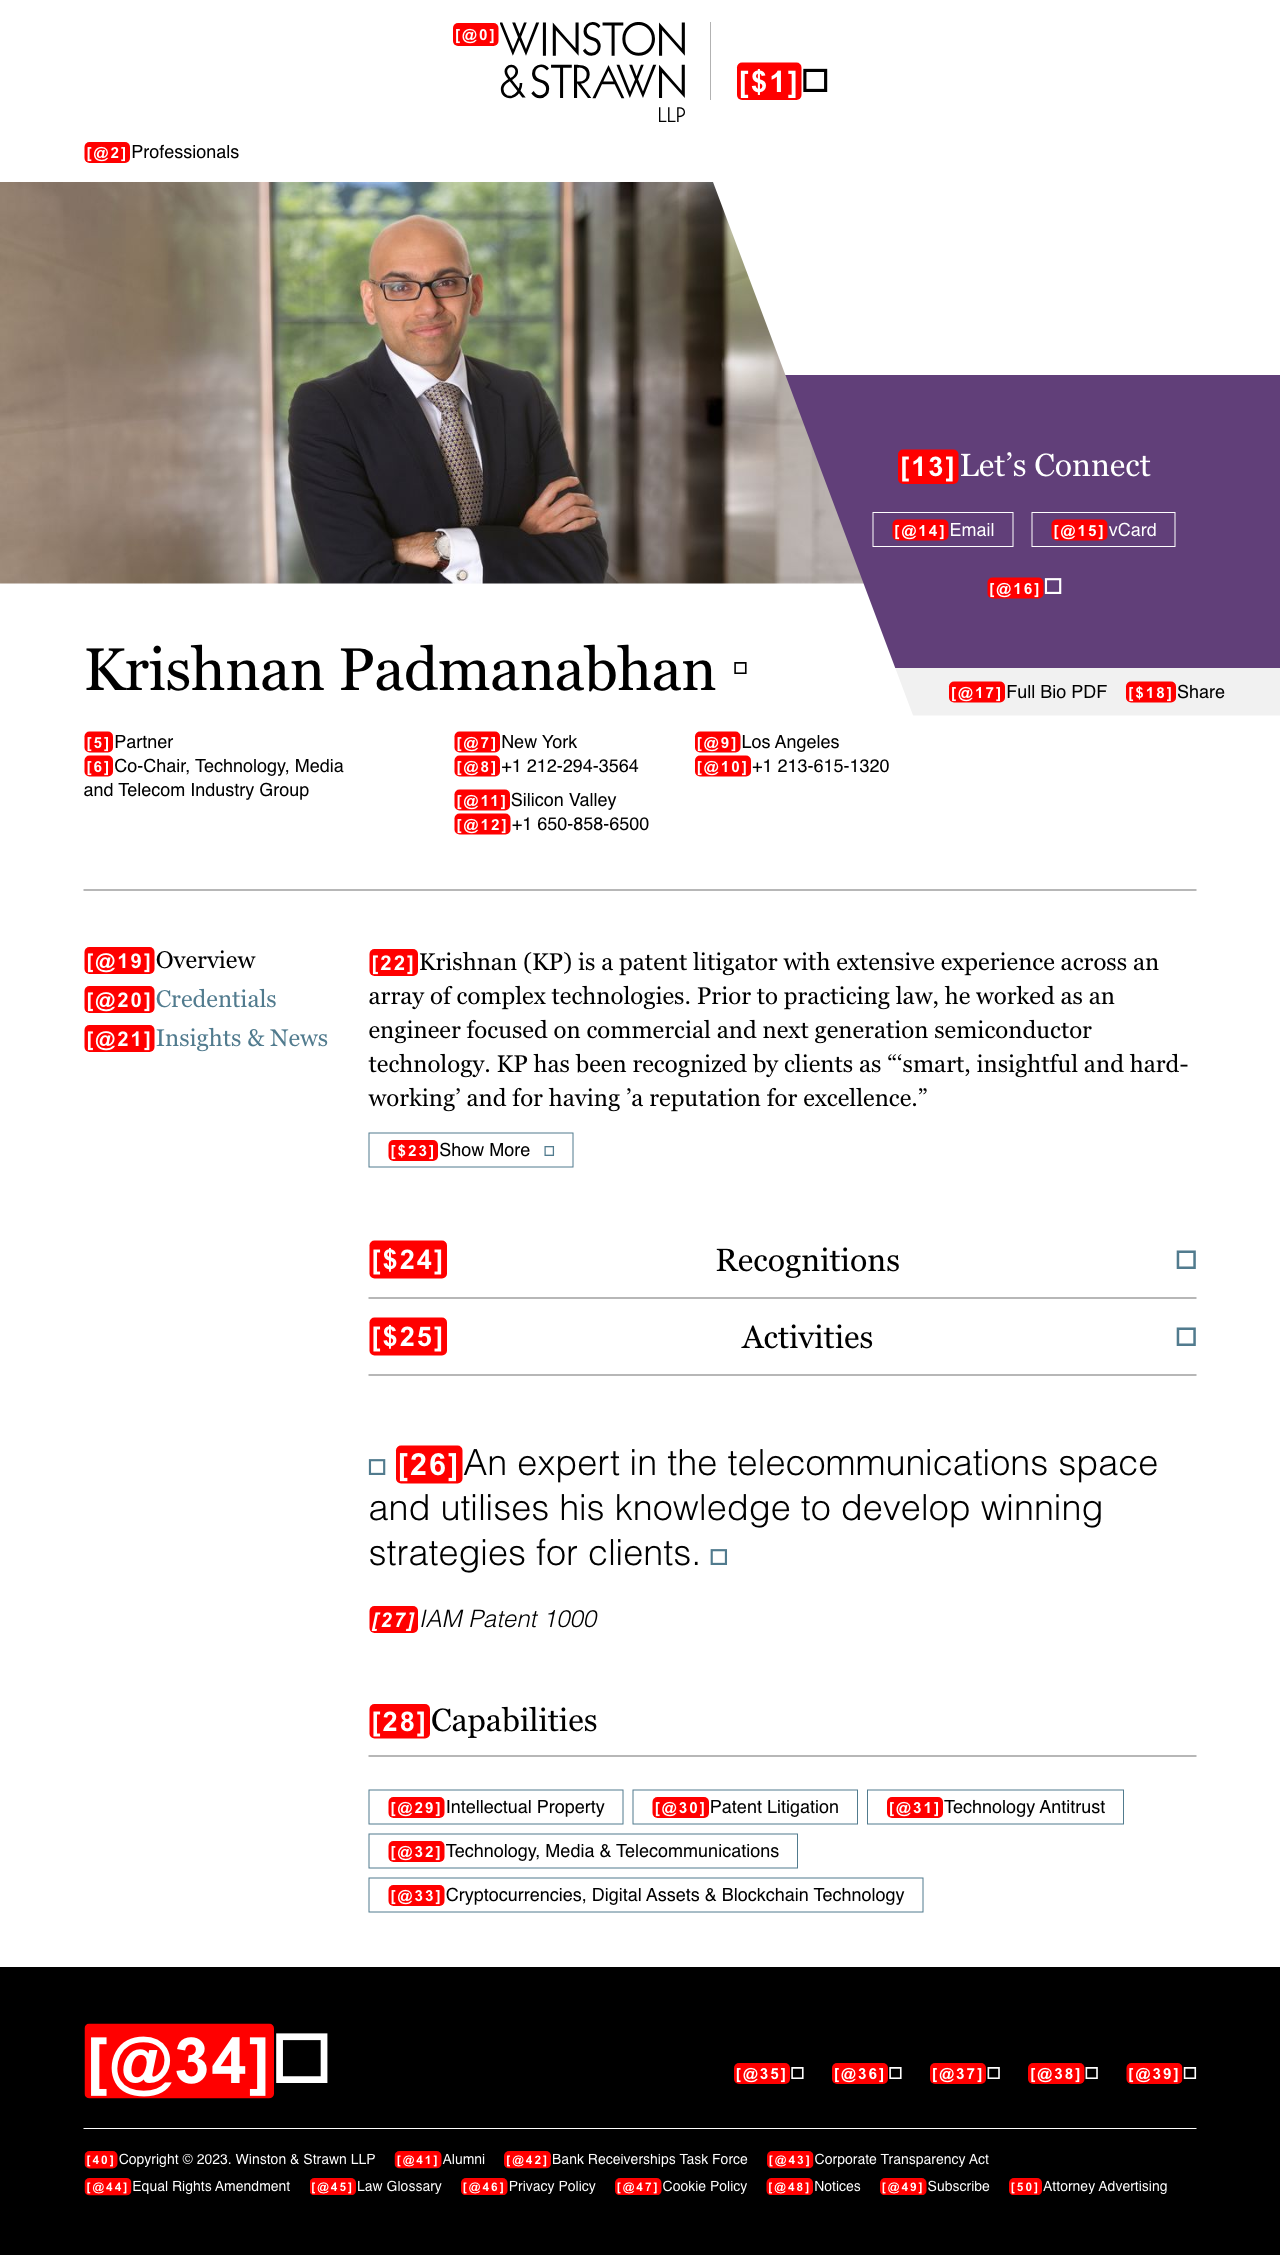 [@0] WINSTON
& STRAWN
LLP
[$1]
[@2] Professionals
[13] Let’s Connect
[@14] Email [@15] vCard
[@16]
Krishnan Padmanabhan
[@17] Full Bio PDF [$18] Share
[5] Partner
[6] Co-Chair, Technology, Media
and Telecom Industry Group
[@7] New York
[@8] +1 212-294-3564
[@9] Los Angeles
[@10] +1 213-615-1320
[@11] Silicon Valley
[@12] +1 650-858-6500
[@19] Overview
[@20] Credentials
[@21] Insights & News
[22] Krishnan (KP) is a patent litigator with extensive experience across an
array of complex technologies. Prior to practicing law, he worked as an
engineer focused on commercial and next generation semiconductor
technology. KP has been recognized by clients as “‘smart, insightful and hard-
working’ and for having ’a reputation for excellence.”
[$23] Show More
[$24] Recognitions
[$25] Activities
[26] An expert in the telecommunications space
and utilises his knowledge to develop winning
strategies for clients.
[27] IAM Patent 1000
[28] Capabilities
[@29] Intellectual Property [@30] Patent Litigation [@31] Technology Antitrust
[@32] Technology, Media & Telecommunications
[@33] Cryptocurrencies, Digital Assets & Blockchain Technology
[@34]
[@35] [@36] [@37] [@38] [@39]
[40] Copyright © 2023. Winston & Strawn LLP [@41] Alumni [@42] Bank Receiverships Task Force [@43] Corporate Transparency Act
[@44] Equal Rights Amendment [@45] Law Glossary [@46] Privacy Policy [@47] Cookie Policy [@48] Notices [@49] Subscribe [50] Attorney Advertising